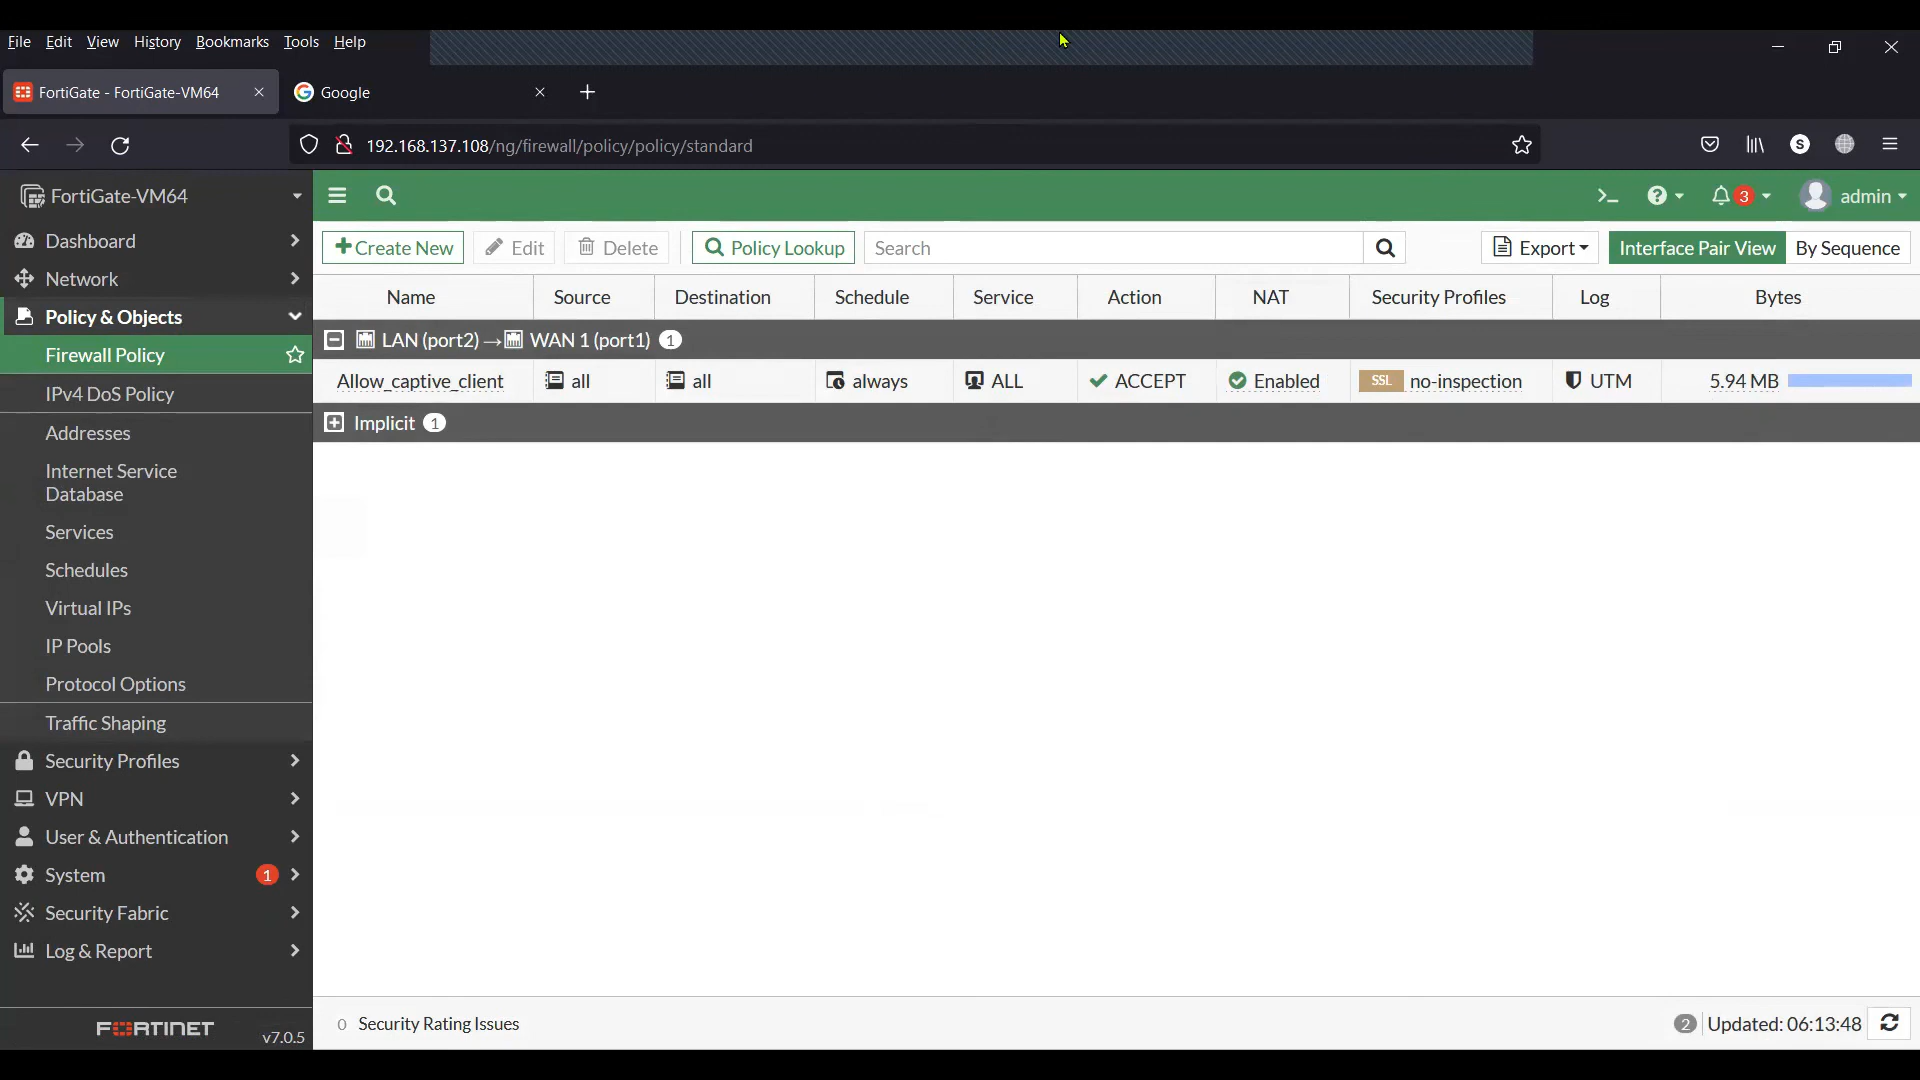 File Edit View History Bookmarks Tools Help
FortiGate - FortiGate-VM64
Google
192.168.137.108/ng/firewall/policy/policy/standard
S
FortiGate-VM64
3
admin
Dashboard
Network
Policy & Objects
Firewall Policy
IPv4 DoS Policy
Addresses
Internet Service
Database
Services
Schedules
Virtual IPs
IP Pools
Protocol Options
Traffic Shaping
Security Profiles
VPN
User & Authentication
System 1
Security Fabric
Log & Report
FORTINET v7.0.5
Create New Edit Delete Policy Lookup Search Export Interface Pair View By Sequence
Name Source Destination Schedule Service Action NAT Security Profiles Log Bytes
LAN (port2) → WAN 1 (port1) 1
Allow_captive_client all all always ALL ACCEPT Enabled SSL no-inspection UTM 5.94 MB
Implicit 1
0 Security Rating Issues
2 Updated: 06:13:48